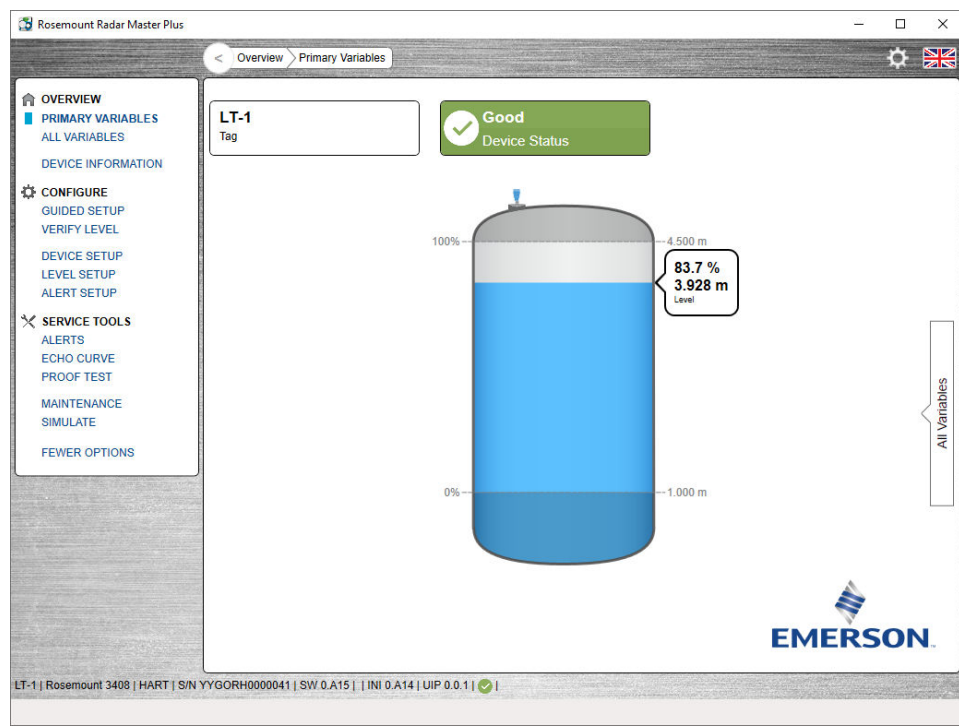 Rosemount Radar Master Plus
< Overview Primary Variables
OVERVIEW
PRIMARY VARIABLES
ALL VARIABLES
DEVICE INFORMATION
CONFIGURE
GUIDED SETUP
VERIFY LEVEL
DEVICE SETUP
LEVEL SETUP
ALERT SETUP
SERVICE TOOLS
ALERTS
ECHO CURVE
PROOF TEST
MAINTENANCE
SIMULATE
FEWER OPTIONS
LT-1
Tag
Good
Device Status
100%
4.500 m
83.7 %
3.928 m
Level
0%
1.000 m
All Variables
EMERSON
LT-1 | Rosemount 3408 | HART | S/N YYGORH0000041 | SW 0.A15 | | INI 0.A14 | UIP 0.0.1 | |